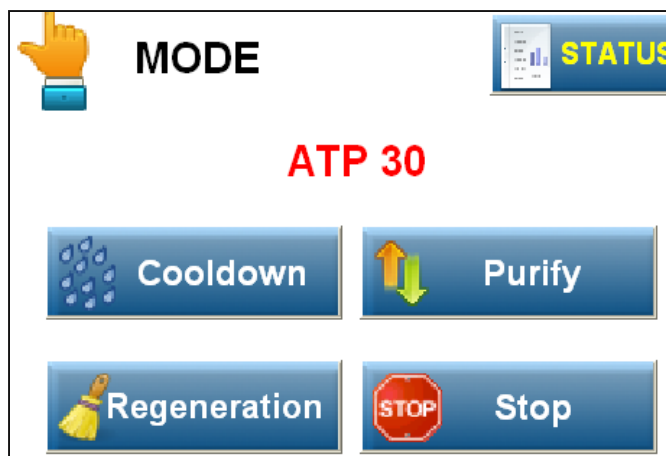 MODE
STATUS
ATP 30
Cooldown
Purify
Regeneration
STOP
Stop